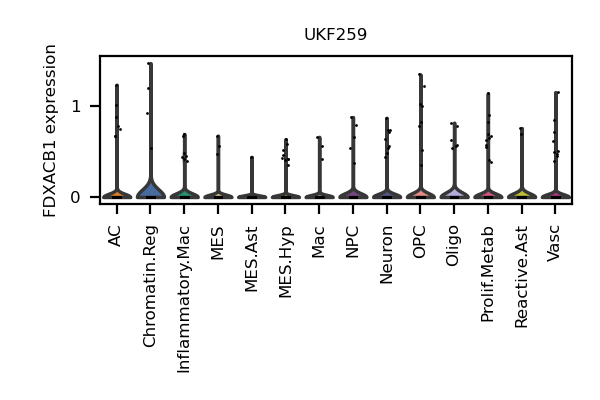 UKF259
FDXACB1 expression
1
0
AC
Chromatin.Reg
Inflammatory.Mac
MES
MES.Ast
MES.Hyp
Mac
NPC
Neuron
OPC
Oligo
Prolif.Metab
Reactive.Ast
Vasc